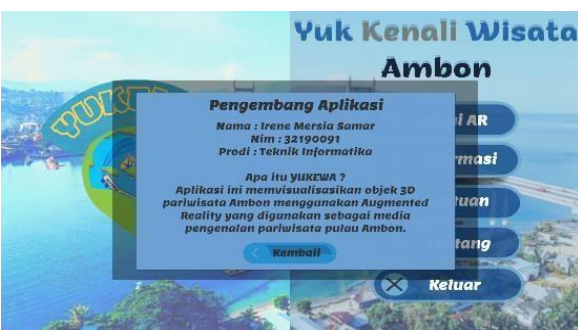 Yuk Kenali Wisata
Ambon
Pengembang Aplikasi
Nama : Irene Mersia Samar
Nim : 32190091
Prodi : Teknik Informatika
Apa itu YUKEWA ?
Aplikasi ini memvisualisasikan objek 3D
pariwisata Ambon menggunakan Augmented
Reality yang digunakan sebagai media
pengenalan pariwisata pulau Ambon.
< Kembali
AR
Keluar